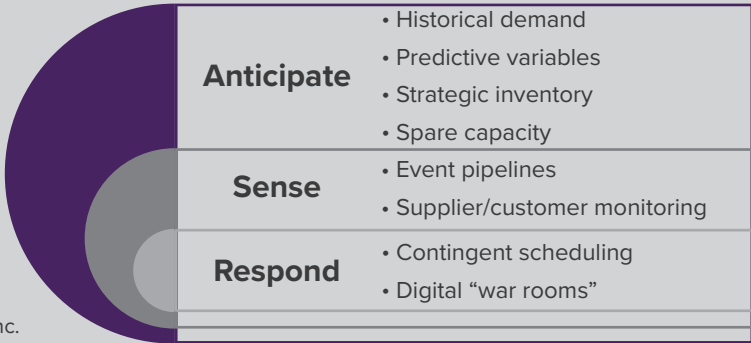 Anticipate
• Historical demand
• Predictive variables
• Strategic inventory
• Spare capacity
Sense
• Event pipelines
• Supplier/customer monitoring
Respond
• Contingent scheduling
• Digital “war rooms”
nc.